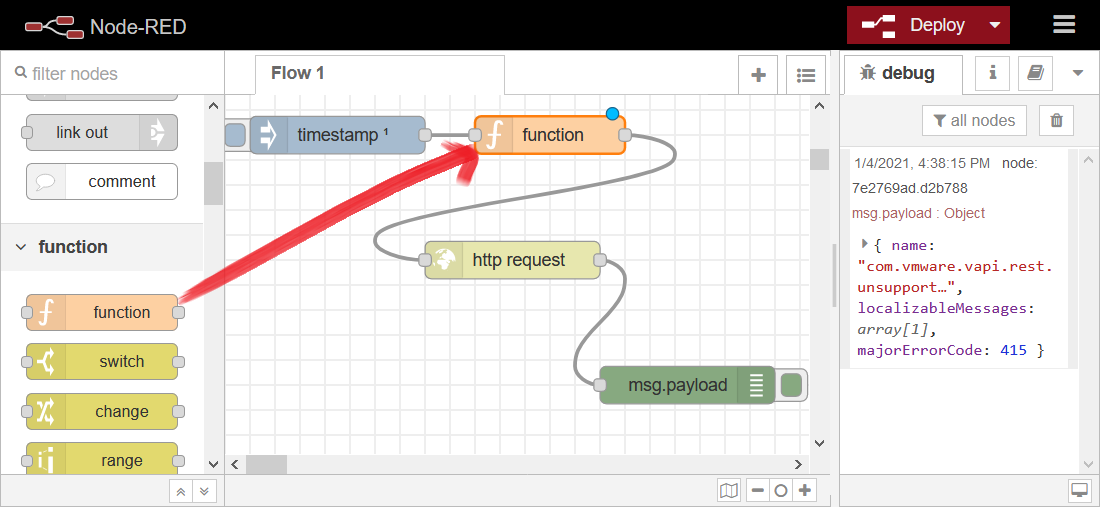 Node-RED
Deploy
filter nodes
Flow 1
debug
link out
comment
function
function
switch
change
range
timestamp ¹
function
http request
msg.payload
all nodes
1/4/2021, 4:38:15 PM node:
7e2769ad.d2b788
msg.payload : Object
{ name:
"com.vmware.vapi.rest.
unsupport…",
localizableMessages:
array[1],
majorErrorCode: 415 }